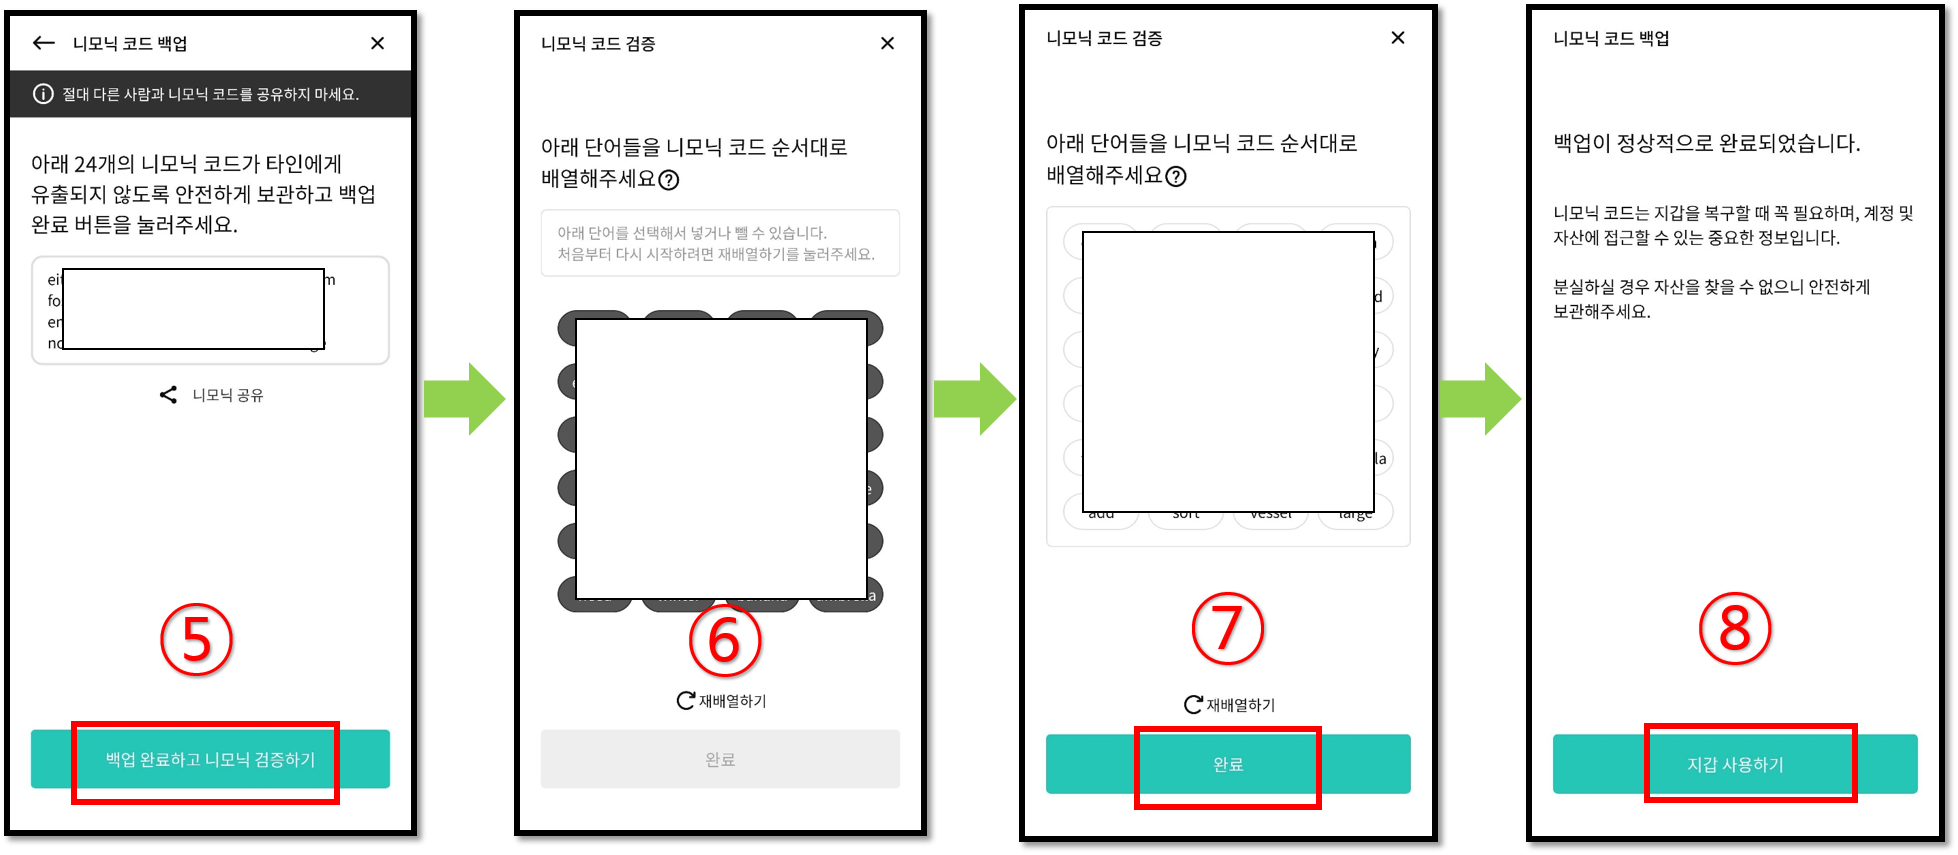 니모닉 코드 백업
절대 다른 사람과 니모닉 코드를 공유하지 마세요.
아래 24개의 니모닉 코드가 타인에게
유출되지 않도록 안전하게 보관하고 백업
완료 버튼을 눌러주세요.
니모닉 공유
⑤
백업 완료하고 니모닉 검증하기
니모닉 코드 검증
아래 단어들을 니모닉 코드 순서대로
배열해주세요?
아래 단어를 선택해서 넣거나 뺄 수 있습니다.
처음부터 다시 시작하려면 재배열하기를 눌러주세요.
⑥
재배열하기
완료
니모닉 코드 검증
아래 단어들을 니모닉 코드 순서대로
배열해주세요?
add sort vessel large
⑦
재배열하기
완료
니모닉 코드 백업
백업이 정상적으로 완료되었습니다.
니모닉 코드는 지갑을 복구할 때 꼭 필요하며, 계정 및
자산에 접근할 수 있는 중요한 정보입니다.
분실하실 경우 자산을 찾을 수 없으니 안전하게
보관해주세요.
⑧
지갑 사용하기